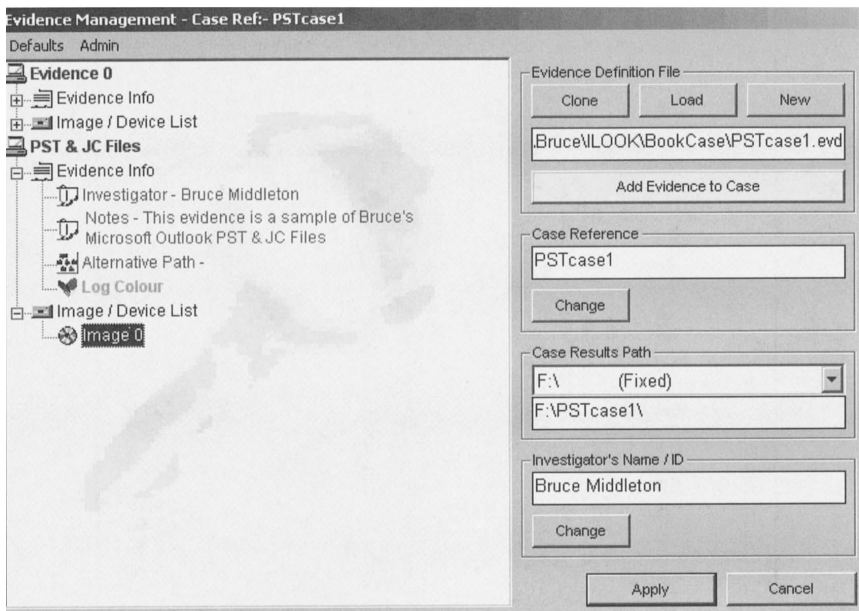 Evidence Management - Case Ref:- PSTcase1
Defaults Admin
Evidence 0
Evidence Info
Image / Device List
PST & JC Files
Evidence Info
Investigator - Bruce Middleton
Notes - This evidence is a sample of Bruce's
Microsoft Outlook PST & JC Files
Alternative Path -
Log Colour
Image / Device List
Image 0
Evidence Definition File
Clone Load New
.Bruce\ILOOK\BookCase\PSTcase1.evd
Add Evidence to Case
Case Reference
PSTcase1
Change
Case Results Path
F:\ (Fixed)
F:\PSTcase1\
Investigator's Name / ID
Bruce Middleton
Change
Apply Cancel